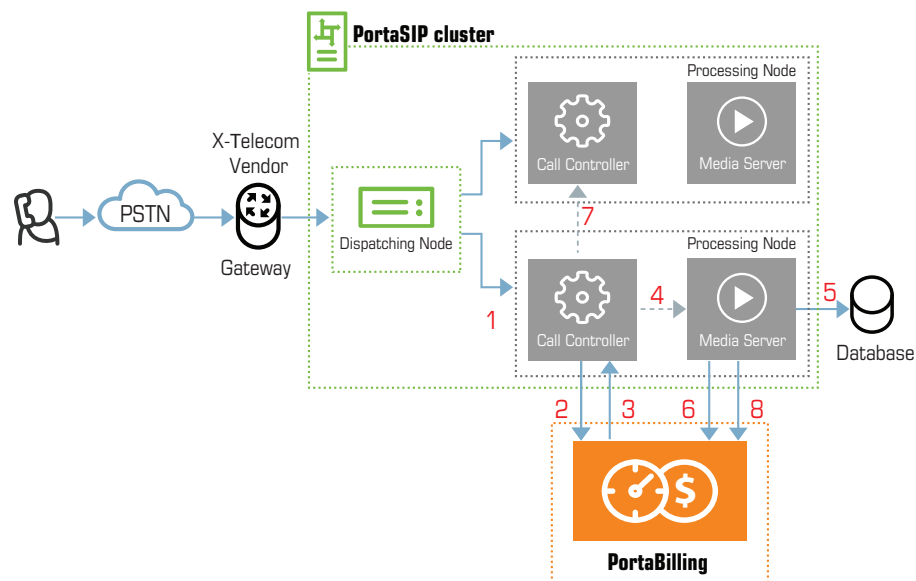 PortaSIP cluster
Processing Node
Call Controller
Media Server
X-Telecom
Vendor
PSTN
Gateway
Dispatching Node
7
Processing Node
1
4
5
Call Controller
Media Server
Database
2
3
6
8
$
PortaBilling